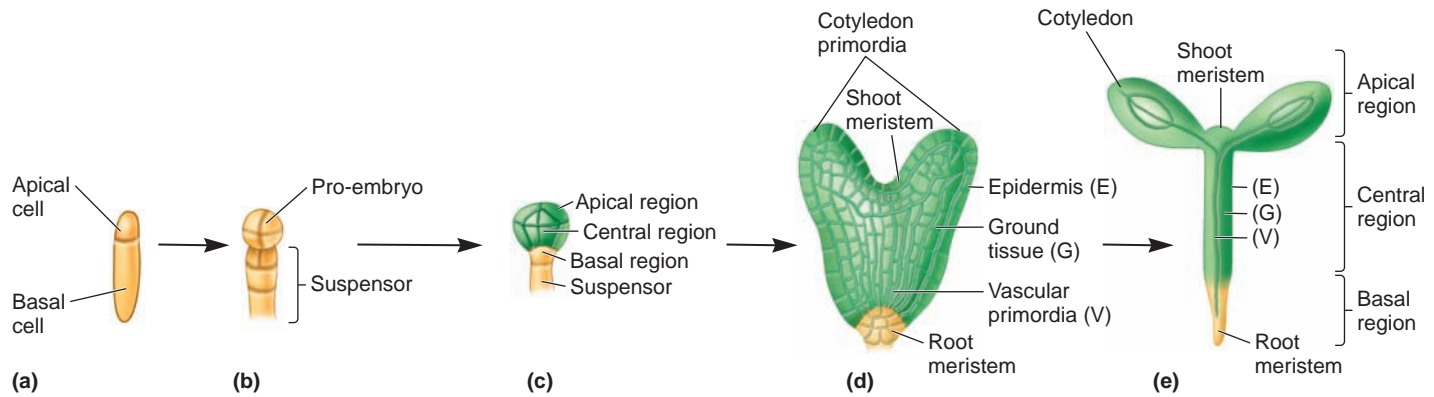 Apical
cell
Basal
cell
(a)
Pro-embryo
Suspensor
(b)
Apical region
Central region
Basal region
Suspensor
(c)
Cotyledon
primordia
Shoot
meristem
Epidermis (E)
Ground
tissue (G)
Vascular
primordia (V)
Root
meristem
(d)
Cotyledon
Shoot
meristem
Apical
region
(E)
(G)
(V)
Central
region
Basal
region
Root
meristem
(e)